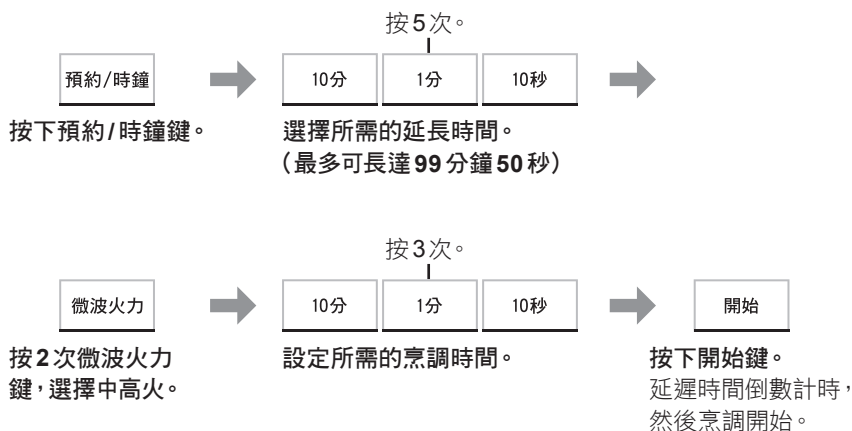 按5次。
預約/時鐘
10分 1分 10秒
按下預約/時鐘鍵。
選擇所需的延長時間。
（最多可長達99分鐘50秒）
按3次。
微波火力
10分 1分 10秒
開始
按2次微波火力
鍵，選擇中高火。
設定所需的烹調時間。
按下開始鍵。
延遲時間倒數計時，
然後烹調開始。